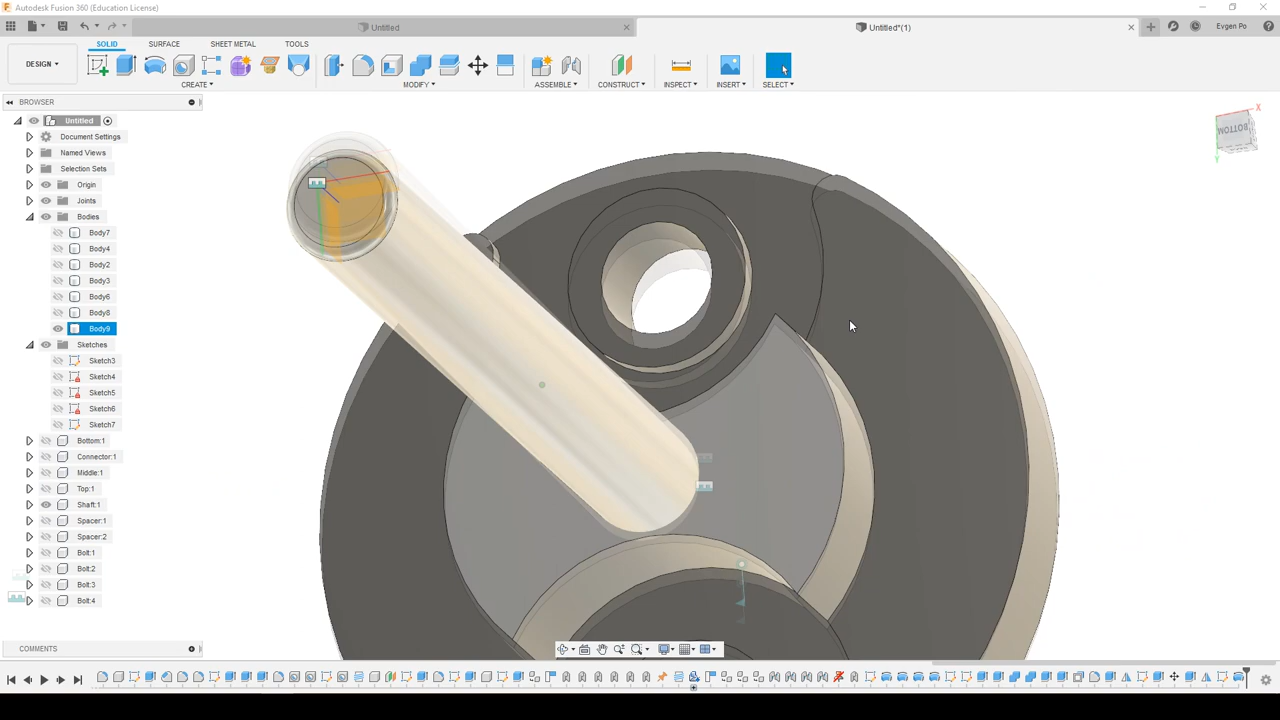 Autodesk Fusion 360 (Education License)
Untitled
Untitled*(1)
Evgen Po
DESIGN
SOLID SURFACE SHEET METAL TOOLS
CREATE MODIFY ASSEMBLE CONSTRUCT INSPECT INSERT SELECT
BROWSER
Untitled
Document Settings
Named Views
Selection Sets
Origin
Joints
Bodies
Body7
Body4
Body2
Body3
Body6
Body8
Body9
Sketches
Sketch3
Sketch4
Sketch5
Sketch6
Sketch7
Bottom:1
Connector:1
Middle:1
Top:1
Shaft:1
Spacer:1
Spacer:2
Bolt:1
Bolt:2
Bolt:3
Bolt:4
BOTTOM
X
Y
COMMENTS